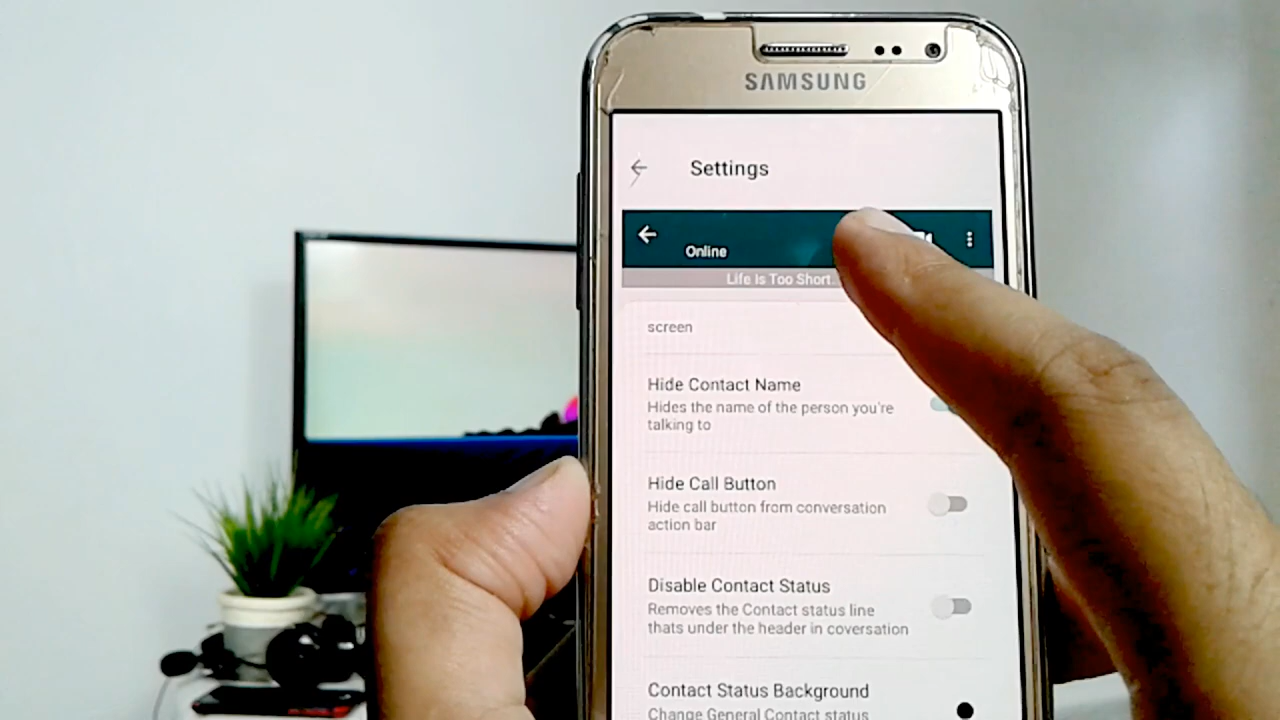 SAMSUNG
Settings
Online
Life Is Too Short.
screen
Hide Contact Name
Hides the name of the person you're
talking to
Hide Call Button
Hide call button from conversation
action bar
Disable Contact Status
Removes the Contact status line
thats under the header in coversation
Contact Status Background
Change General Contact status